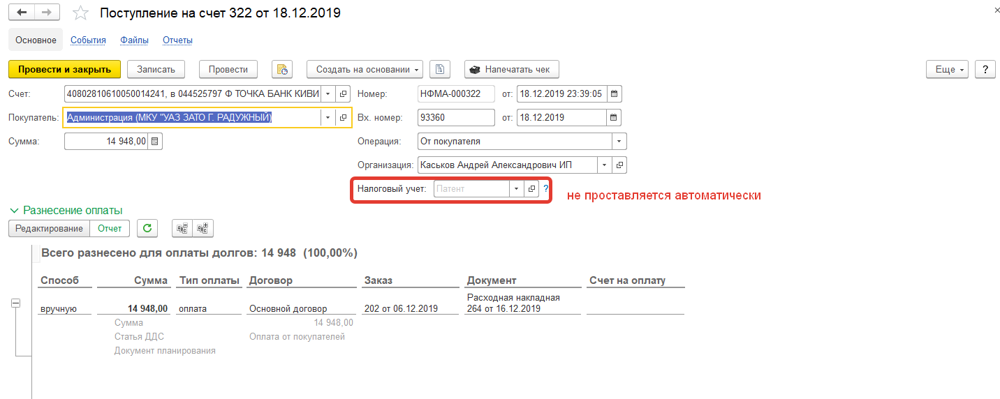 Поступление на счет 322 от 18.12.2019
Основное События Файлы Отчеты
Провести и закрыть Записать Провести Создать на основании Напечатать чек Еще ?
Счет: 40802810610050014241, в 044525797 Ф ТОЧКА БАНК КИВИ Номер: НФМА-000322 от: 18.12.2019 23:39:05
Покупатель: Администрация (МКУ "УАЗ ЗАТО Г. РАДУЖНЫЙ) Вх. номер: 93360 от: 18.12.2019
Сумма: 14 948,00 Операция: От покупателя
Организация: Каськов Андрей Александрович ИП
Налоговый учет: Патент ? не проставляется автоматически
Разнесение оплаты
Редактирование Отчет
Всего разнесено для оплаты долгов: 14 948 (100,00%)
Способ Сумма Тип оплаты Договор Заказ Документ Счет на оплату
Расходная накладная
вручную 14 948,00 оплата Основной договор 202 от 06.12.2019 264 от 16.12.2019
Сумма 14 948,00
Статья ДДС Оплата от покупателей
Документ планирования